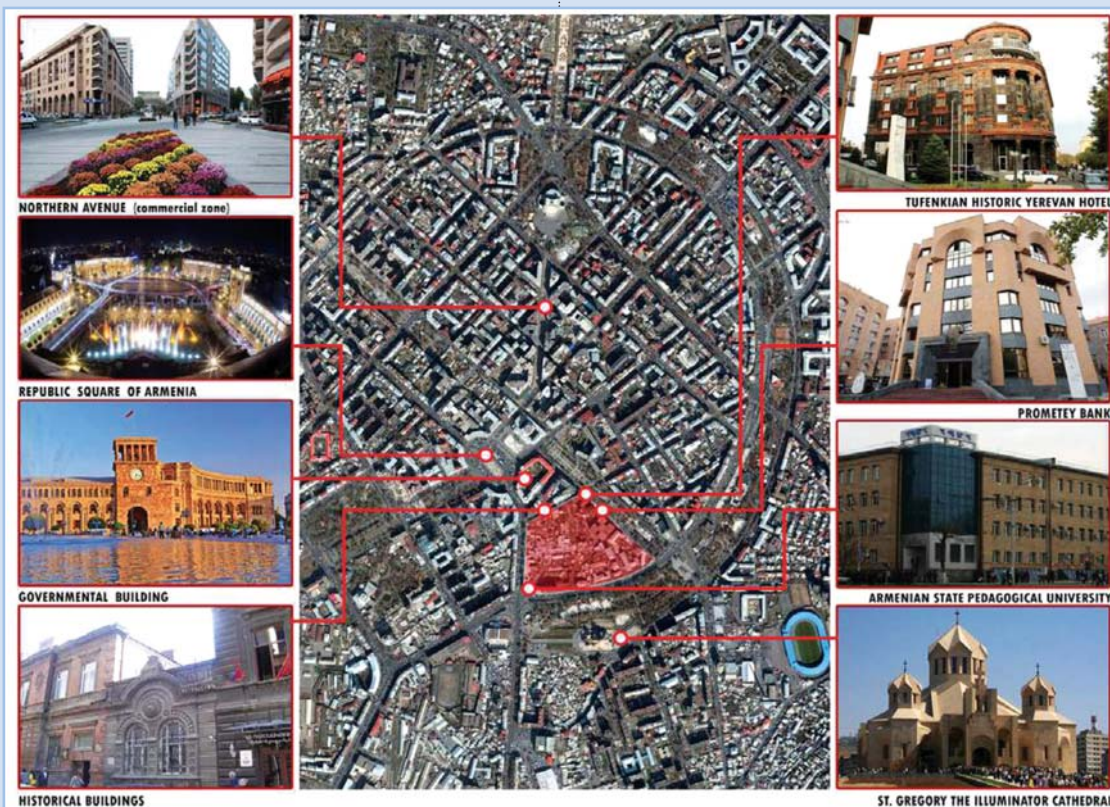 NORTHERN AVENUE (commercial zone)
REPUBLIC SQUARE OF ARMENIA
GOVERNMENTAL BUILDING
HISTORICAL BUILDINGS
TUFENKIAN HISTORIC YEREVAN HOTEL
PROMETEY BANK
ARMENIAN STATE PEDAGOGICAL UNIVERSITY
ST. GREGORY THE ILLUMINATOR CATHEDRAL